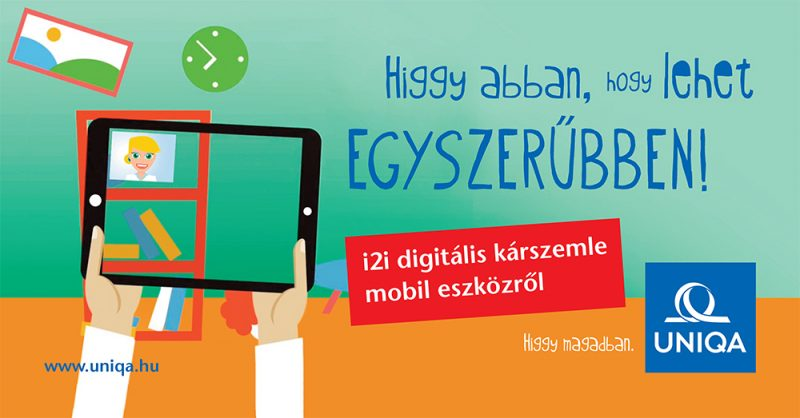 Higgy abban, hogy lehet
EGYSZERŰBBEN!
i2i digitális kárszemle
mobil eszközről
Higgy magadban.
UNIQA
www.uniqa.hu